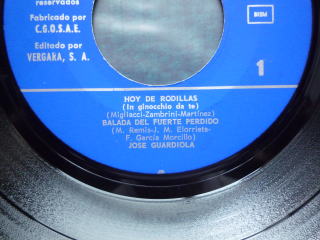 reservados
Fabricado por
C.G.O.S.A.E.
Editado por
VERGARA, S. A.
BIEM
1
HOY DE RODILLAS
(In ginocchio da te)
(Migliacci-Zambrini-Martinez)
BALADA DEL FUERTE PERDIDO
(M. Remis-J. M. Elorrieta-
F. García Morcillo)
JOSE GUARDIOLA